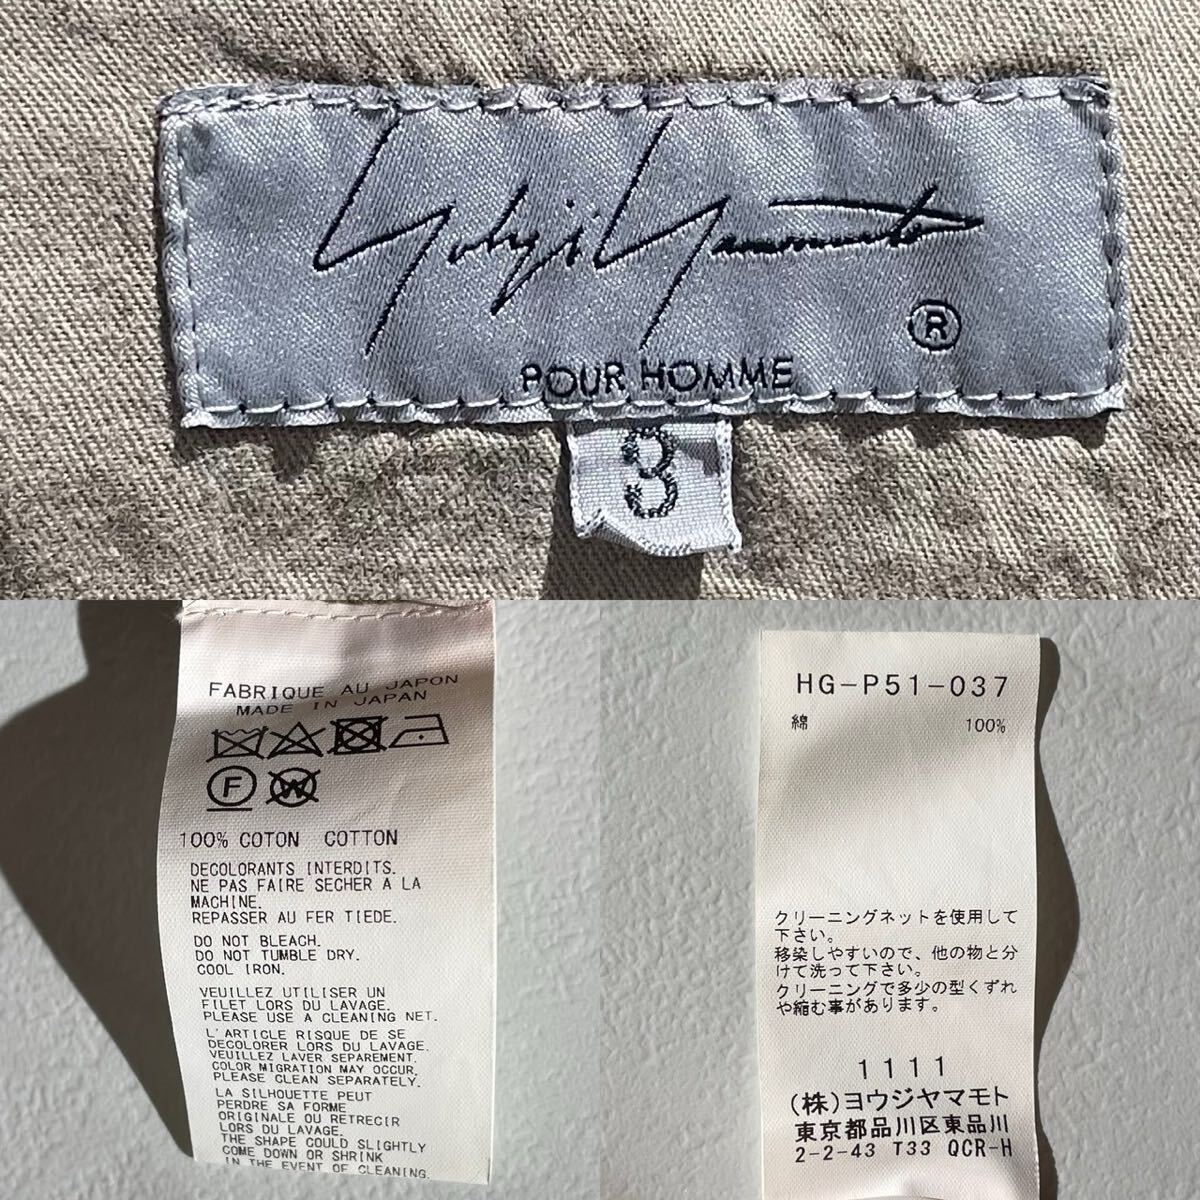 Yohji Yamamoto
®
POUR HOMME
3
FABRIQUE AU JAPON
MADE IN JAPAN
F W
100% COTON COTTON
DECOLORANTS INTERDITS.
NE PAS FAIRE SECHER A LA
MACHINE.
REPASSER AU FER TIEDE.
DO NOT BLEACH.
DO NOT TUMBLE DRY.
COOL IRON.
VEUILLEZ UTILISER UN
FILET LORS DU LAVAGE.
PLEASE USE A CLEANING NET.
L'ARTICLE RISQUE DE SE
DECOLORER LORS DU LAVAGE.
VEUILLEZ LAVER SEPAREMENT.
COLOR MIGRATION MAY OCCUR.
PLEASE CLEAN SEPARATELY.
LA SILHOUETTE PEUT
PERDRE SA FORME
ORIGINALE OU RETRECIR
LORS DU LAVAGE.
THE SHAPE COULD SLIGHTLY
COME DOWN OR SHRINK
IN THE EVENT OF CLEANING.
HG-P51-037
綿 100%
クリーニングネットを使用して
下さい。
移染しやすいので、他の物と分
けて洗って下さい。
クリーニングで多少の型くずれ
や縮む事があります。
1111
(株)ヨウジヤマモト
東京都品川区東品川
2-2-43 T33 QCR-H